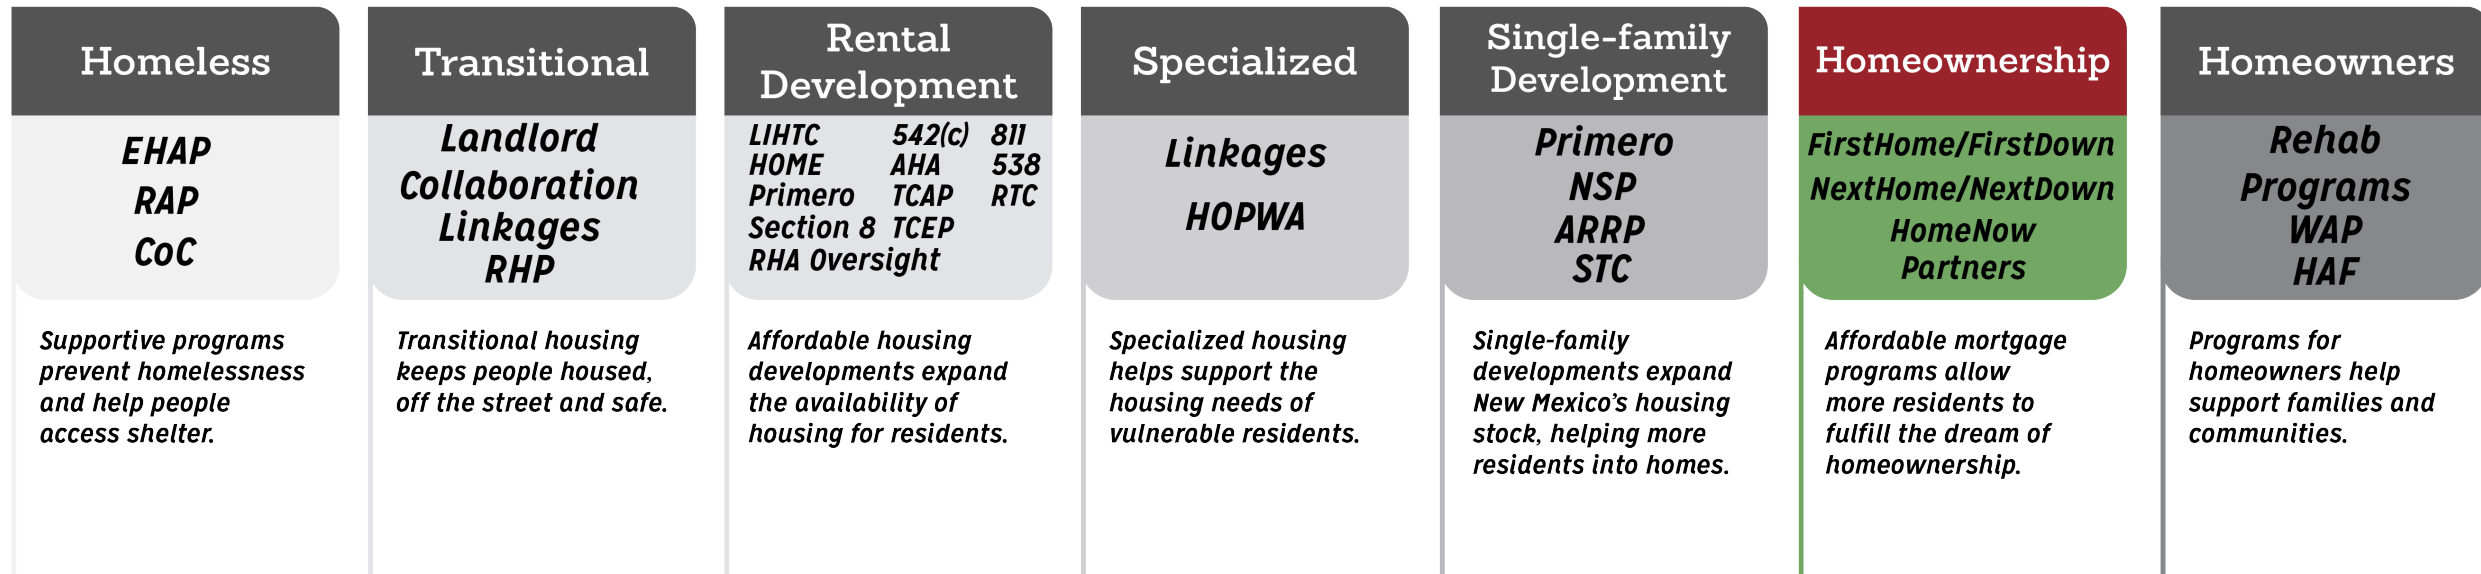 Homeless
EHAP
RAP
CoC
Supportive programs
prevent homelessness
and help people
access shelter.
Transitional
Landlord
Collaboration
Linkages
RHP
Transitional housing
keeps people housed,
off the street and safe.
Rental
Development
LIHTC 542(c) 811
HOME AHA 538
Primero TCAP RTC
Section 8 TCEP
RHA Oversight
Affordable housing
developments expand
the availability of
housing for residents.
Specialized
Linkages
HOPWA
Specialized housing
helps support the
housing needs of
vulnerable residents.
Single-family
Development
Primero
NSP
ARRP
STC
Single-family
developments expand
New Mexico's housing
stock, helping more
residents into homes.
Homeownership
FirstHome/FirstDown
NextHome/NextDown
HomeNow
Partners
Affordable mortgage
programs allow
more residents to
fulfill the dream of
homeownership.
Homeowners
Rehab
Programs
WAP
HAF
Programs for
homeowners help
support families and
communities.